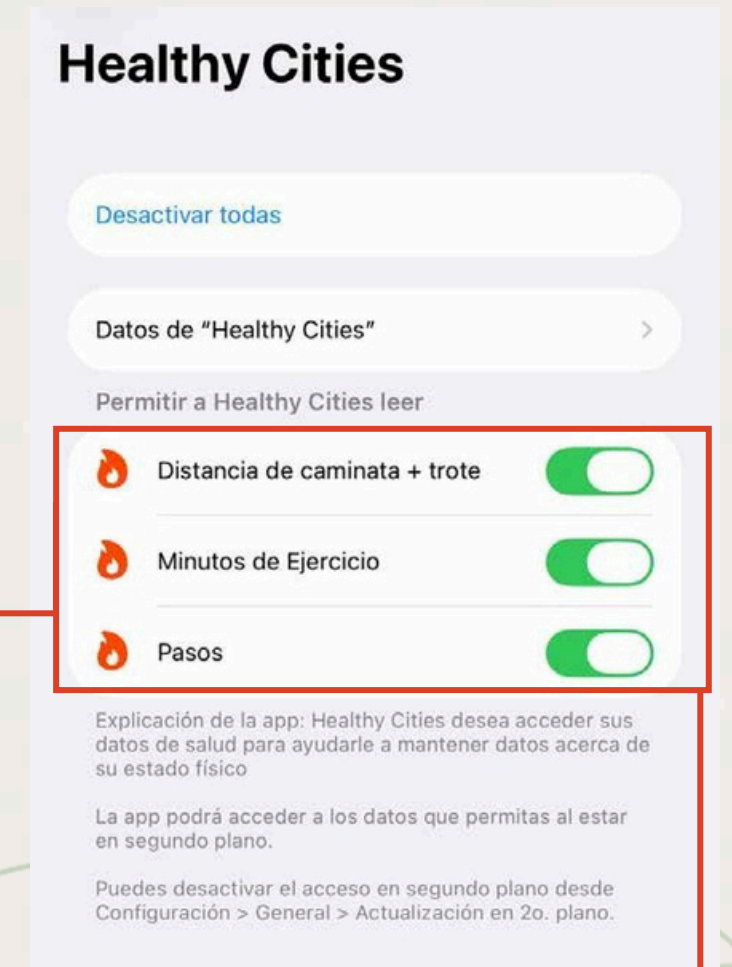 Healthy Cities
Desactivar todas
Datos de “Healthy Cities”
Permitir a Healthy Cities leer
Distancia de caminata + trote
Minutos de Ejercicio
Pasos
Explicación de la app: Healthy Cities desea acceder sus
datos de salud para ayudarle a mantener datos acerca de
su estado físico
La app podrá acceder a los datos que permitas al estar
en segundo plano.
Puedes desactivar el acceso en segundo plano desde
Configuración > General > Actualización en 2o. plano.